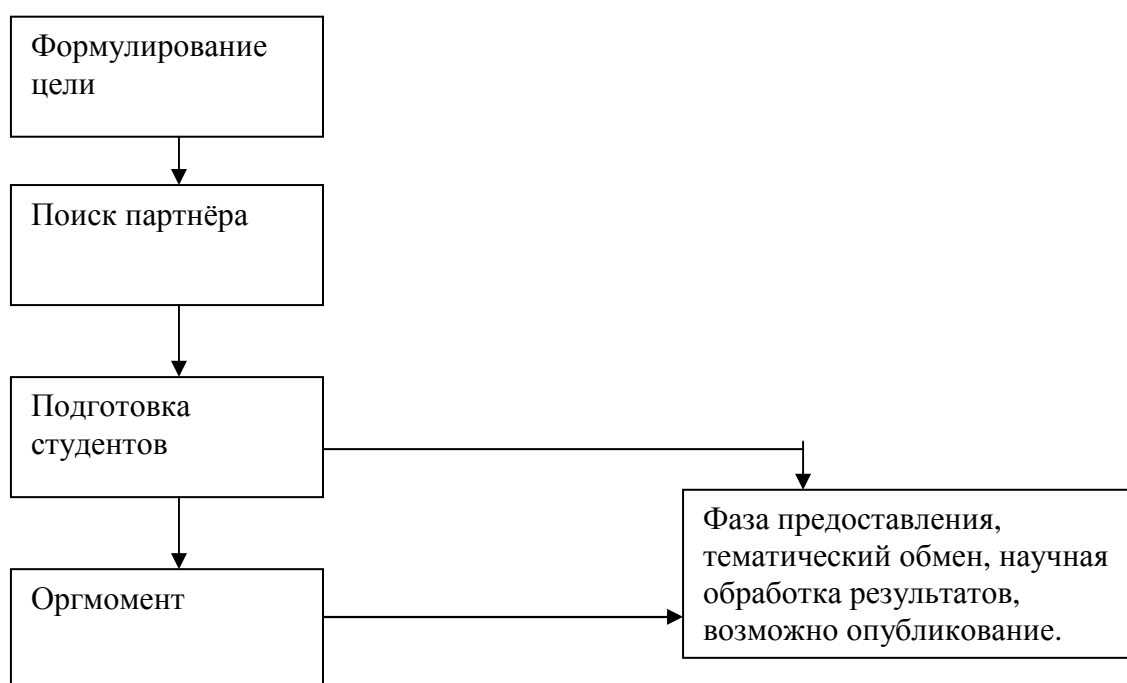 Формулирование
цели
Поиск партнёра
Подготовка
студентов
Оргмомент
Фаза предоставления,
тематический обмен, научная
обработка результатов,
возможно опубликование.